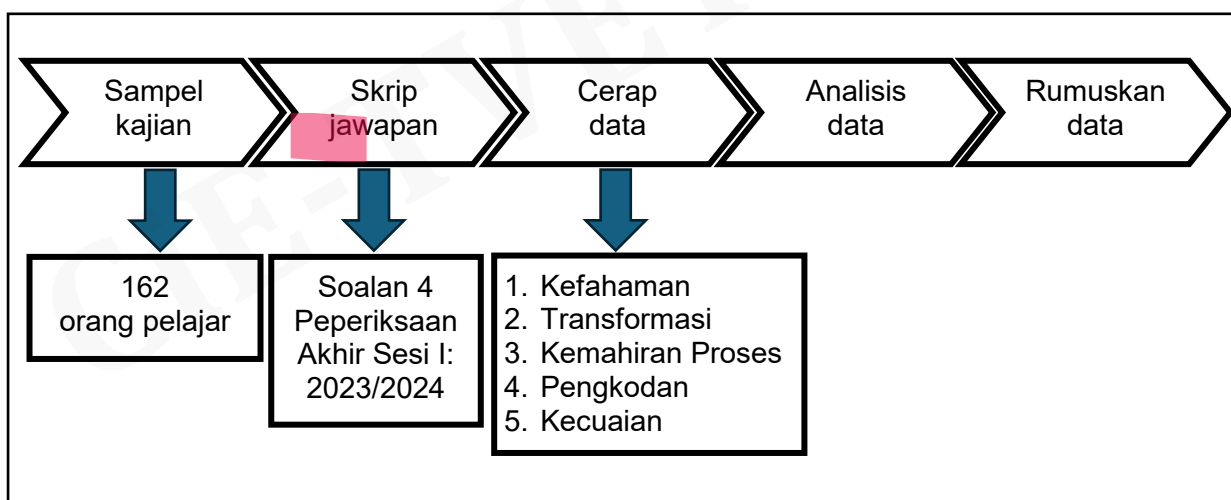 Sampel
kajian
Skrip
jawapan
Cerap
data
Analisis
data
Rumuskan
data
162
orang pelajar
Soalan 4
Peperiksaan
Akhir Sesi I:
2023/2024
1. Kefahaman
2. Transformasi
3. Kemahiran Proses
4. Pengkodan
5. Kecuaian